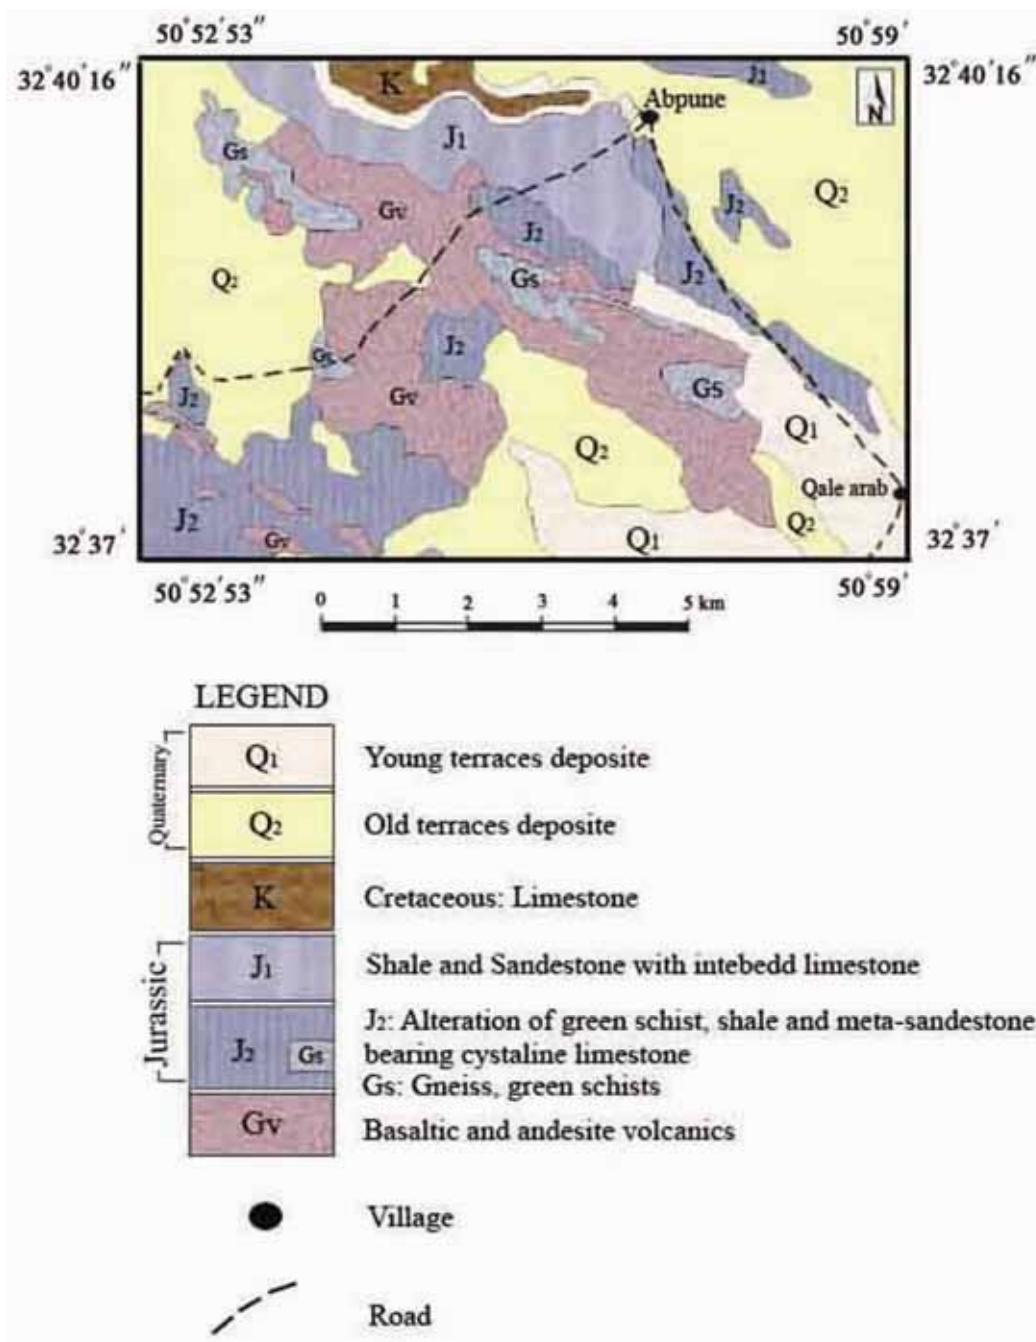 50°52′53″ 50°59′
32°40′16″ 32°40′16″
K
J1
N
Abpune
J1
Gs
Q2
J2
Gv
J2
Q2
Gs
J2
Gs
J2
Gs
J2
Gv
Q1
Q2
Qale arab
J2
Q2
Gv
Q1
32°37′ 32°37′
50°52′53″ 50°59′
0 1 2 3 4 5 km
LEGEND
Quaternary
Q1 Young terraces deposite
Q2 Old terraces deposite
K Cretaceous: Limestone
Jurassic
J1 Shale and Sandestone with intebedd limestone
J2 Gs J2: Alteration of green schist, shale and meta-sandestone
bearing cystaline limestone
Gs: Gneiss, green schists
Gv Basaltic and andesite volcanics
Village
Road